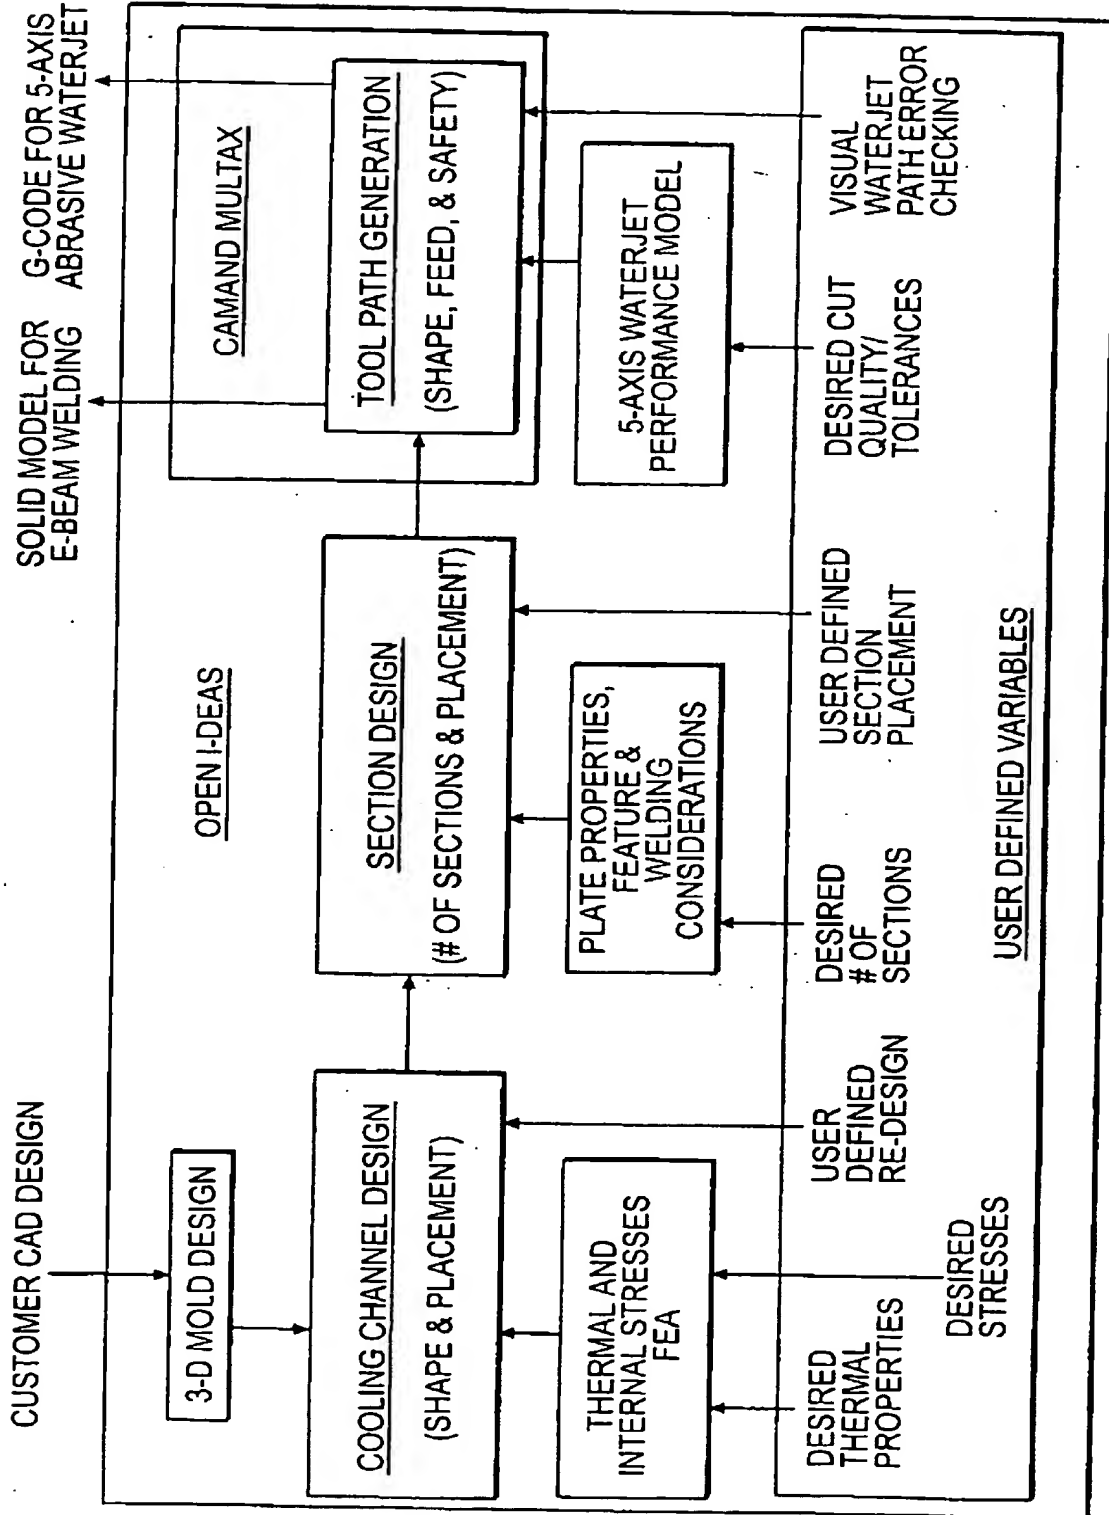 CUSTOMER CAD DESIGN
SOLID MODEL FOR
E-BEAM WELDING
G-CODE FOR 5-AXIS
ABRASIVE WATERJET
3-D MOLD DESIGN
OPEN I-DEAS
CAMAND MULTAX
COOLING CHANNEL DESIGN
(SHAPE & PLACEMENT)
SECTION DESIGN
(# OF SECTIONS & PLACEMENT)
TOOL PATH GENERATION
(SHAPE, FEED, & SAFETY)
THERMAL AND
INTERNAL STRESSES
FEA
PLATE PROPERTIES,
FEATURE &
WELDING
CONSIDERATIONS
5-AXIS WATERJET
PERFORMANCE MODEL
DESIRED
THERMAL
PROPERTIES
DESIRED
STRESSES
USER
DEFINED
RE-DESIGN
DESIRED
# OF
SECTIONS
USER DEFINED
SECTION
PLACEMENT
DESIRED CUT
QUALITY/
TOLERANCES
VISUAL
WATERJET
PATH ERROR
CHECKING
USER DEFINED VARIABLES